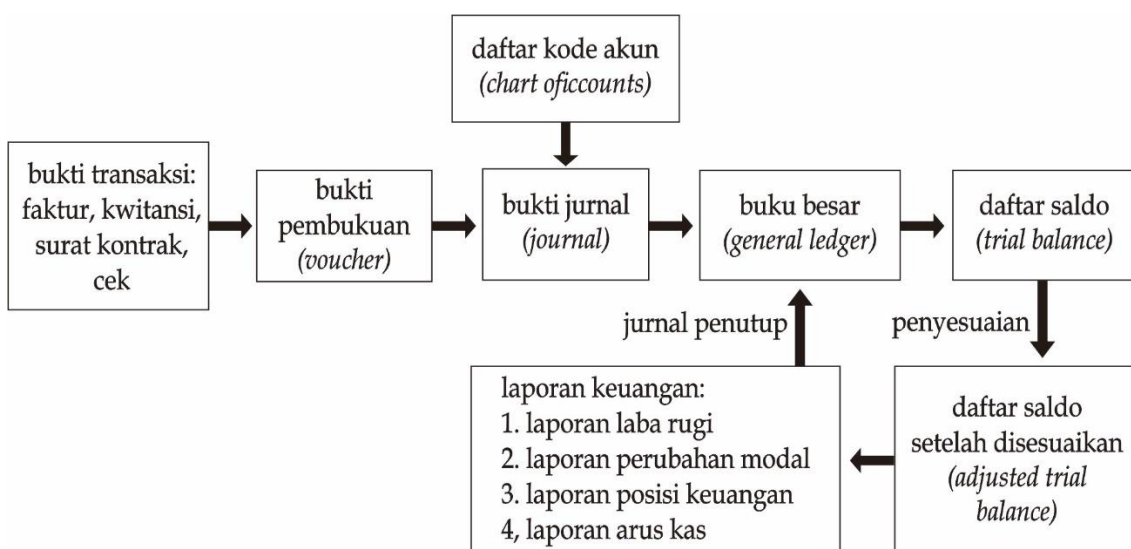 daftar kode akun
(chart oficcounts)
bukti transaksi:
faktur, kwitansi,
surat kontrak,
cek
bukti
pembukuan
(voucher)
bukti jurnal
(journal)
buku besar
(general ledger)
daftar saldo
(trial balance)
jurnal penutup
penyesuaian
laporan keuangan:
1. laporan laba rugi
2. laporan perubahan modal
3. laporan posisi keuangan
4, laporan arus kas
daftar saldo
setelah disesuaikan
(adjusted trial
balance)